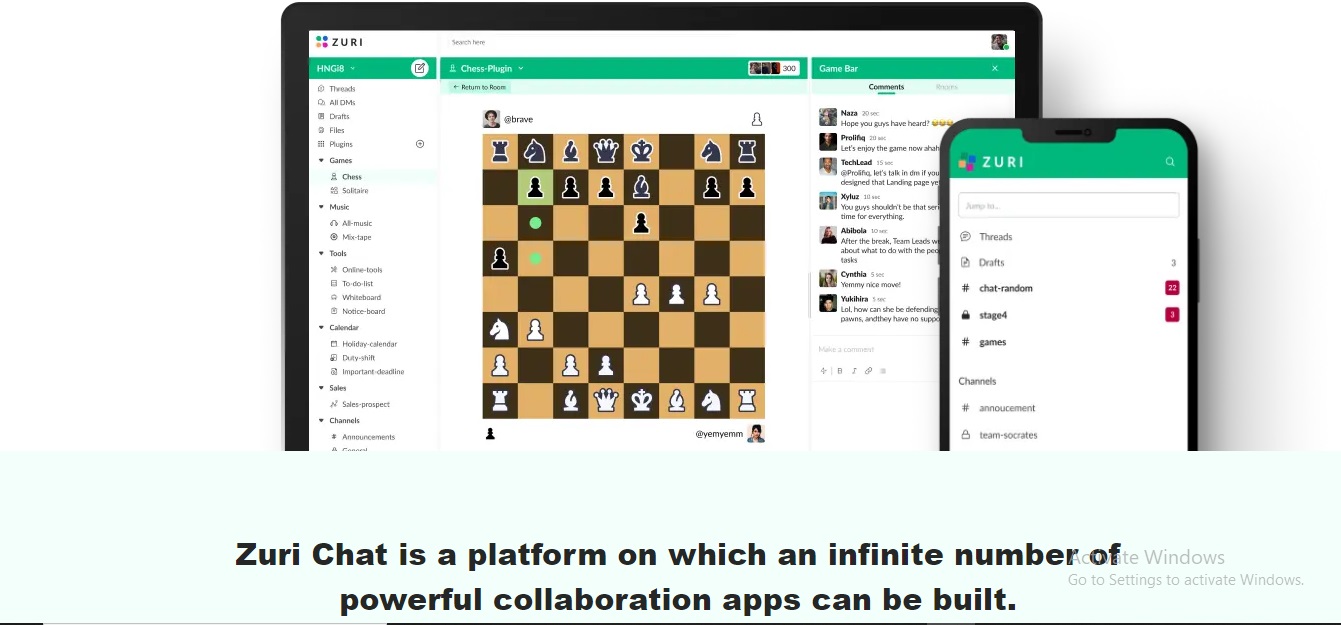 ZURI
Search here
HNGi8
Chess-Plugin
300
Game Bar
← Return to Room
Comments
Rooms
Threads
All DMs
Drafts
Files
Plugins
Games
Chess
Solitaire
Music
All-music
Mix-tape
Tools
Online-tools
To-do-list
Whiteboard
Notice-board
Calendar
Holiday-calendar
Duty-shift
Important-deadline
Sales
Sales-prospect
Channels
# Announcements
General
@brave
@yemyemm
Naza 20 sec
Hope you guys have heard? 😂😂😂
Prolifiq 20 sec
Let's enjoy the game now ahah
TechLead 15 sec
@Prolifiq, let's talk in dm if you
designed that Landing page ye
Xyluz 10 sec
You guys shouldn't be that seri
time for everything.
Abibola 10 sec
After the break, Team Leads w
about what to do with the peo
tasks
Cynthia 5 sec
Yemmy nice move!
Yukihira 5 sec
Lol, how can she be defending
pawns, andthey have no suppo
Make a comment
B I
ZURI
Jump to...
Threads
Drafts 3
# chat-random 22
stage4 3
# games
Channels
# annoucement
team-socrates
Zuri Chat is a platform on which an infinite number of
powerful collaboration apps can be built.
Activate Windows
Go to Settings to activate Windows.